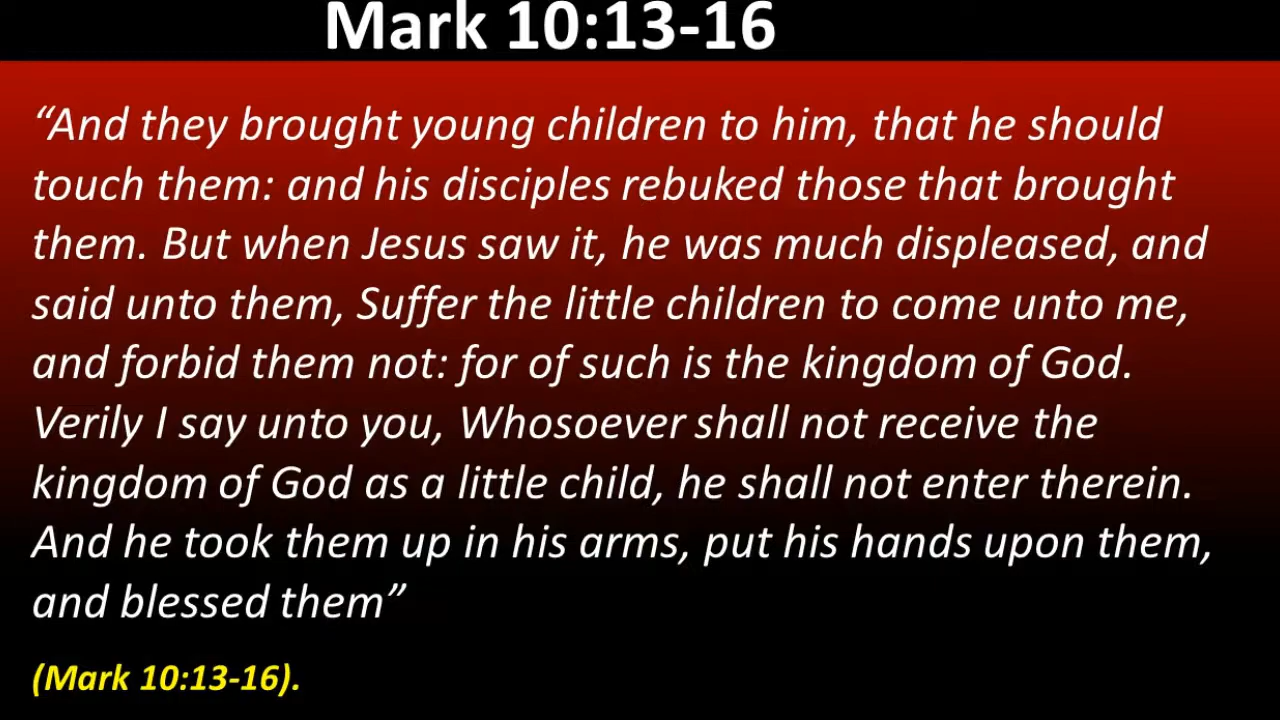 Mark 10:13-16
“And they brought young children to him, that he should
touch them: and his disciples rebuked those that brought
them. But when Jesus saw it, he was much displeased, and
said unto them, Suffer the little children to come unto me,
and forbid them not: for of such is the kingdom of God.
Verily I say unto you, Whosoever shall not receive the
kingdom of God as a little child, he shall not enter therein.
And he took them up in his arms, put his hands upon them,
and blessed them”
(Mark 10:13-16).